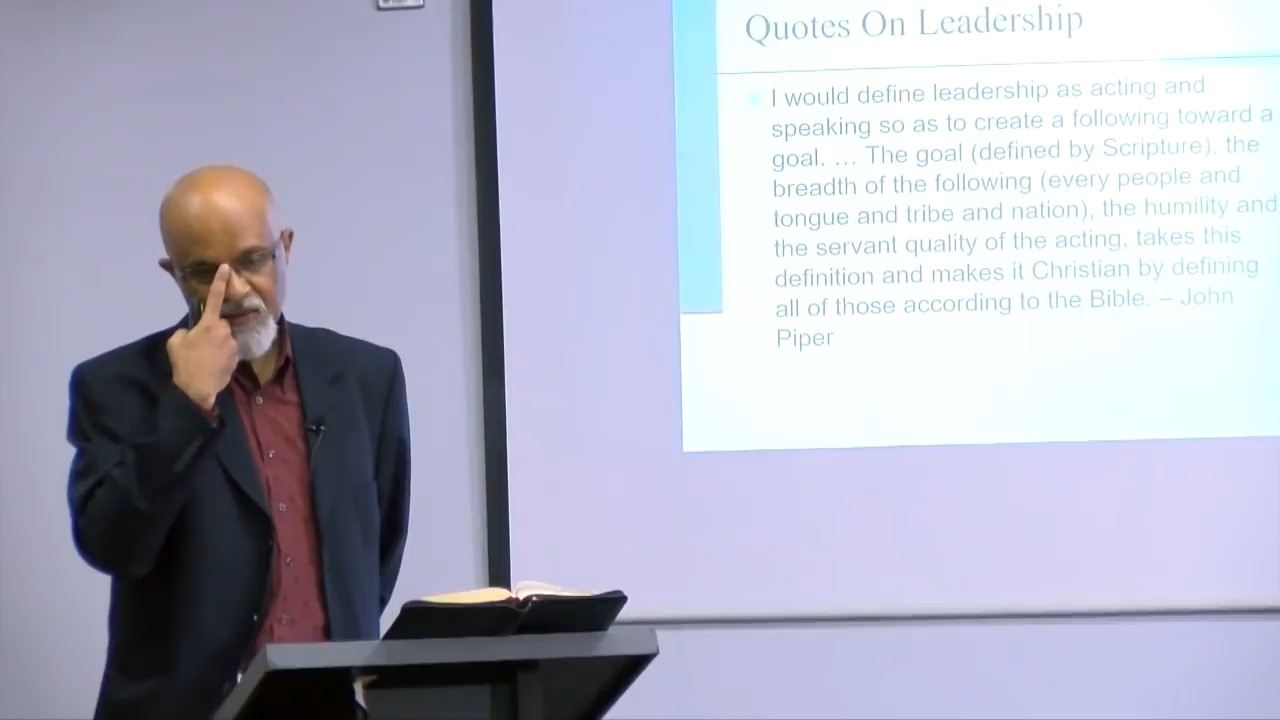 Quotes On Leadership
I would define leadership as acting and
speaking so as to create a following toward a
goal. … The goal (defined by Scripture), the
breadth of the following (every people and
tongue and tribe and nation), the humility and
the servant quality of the acting, takes this
definition and makes it Christian by defining
all of those according to the Bible. – John
Piper